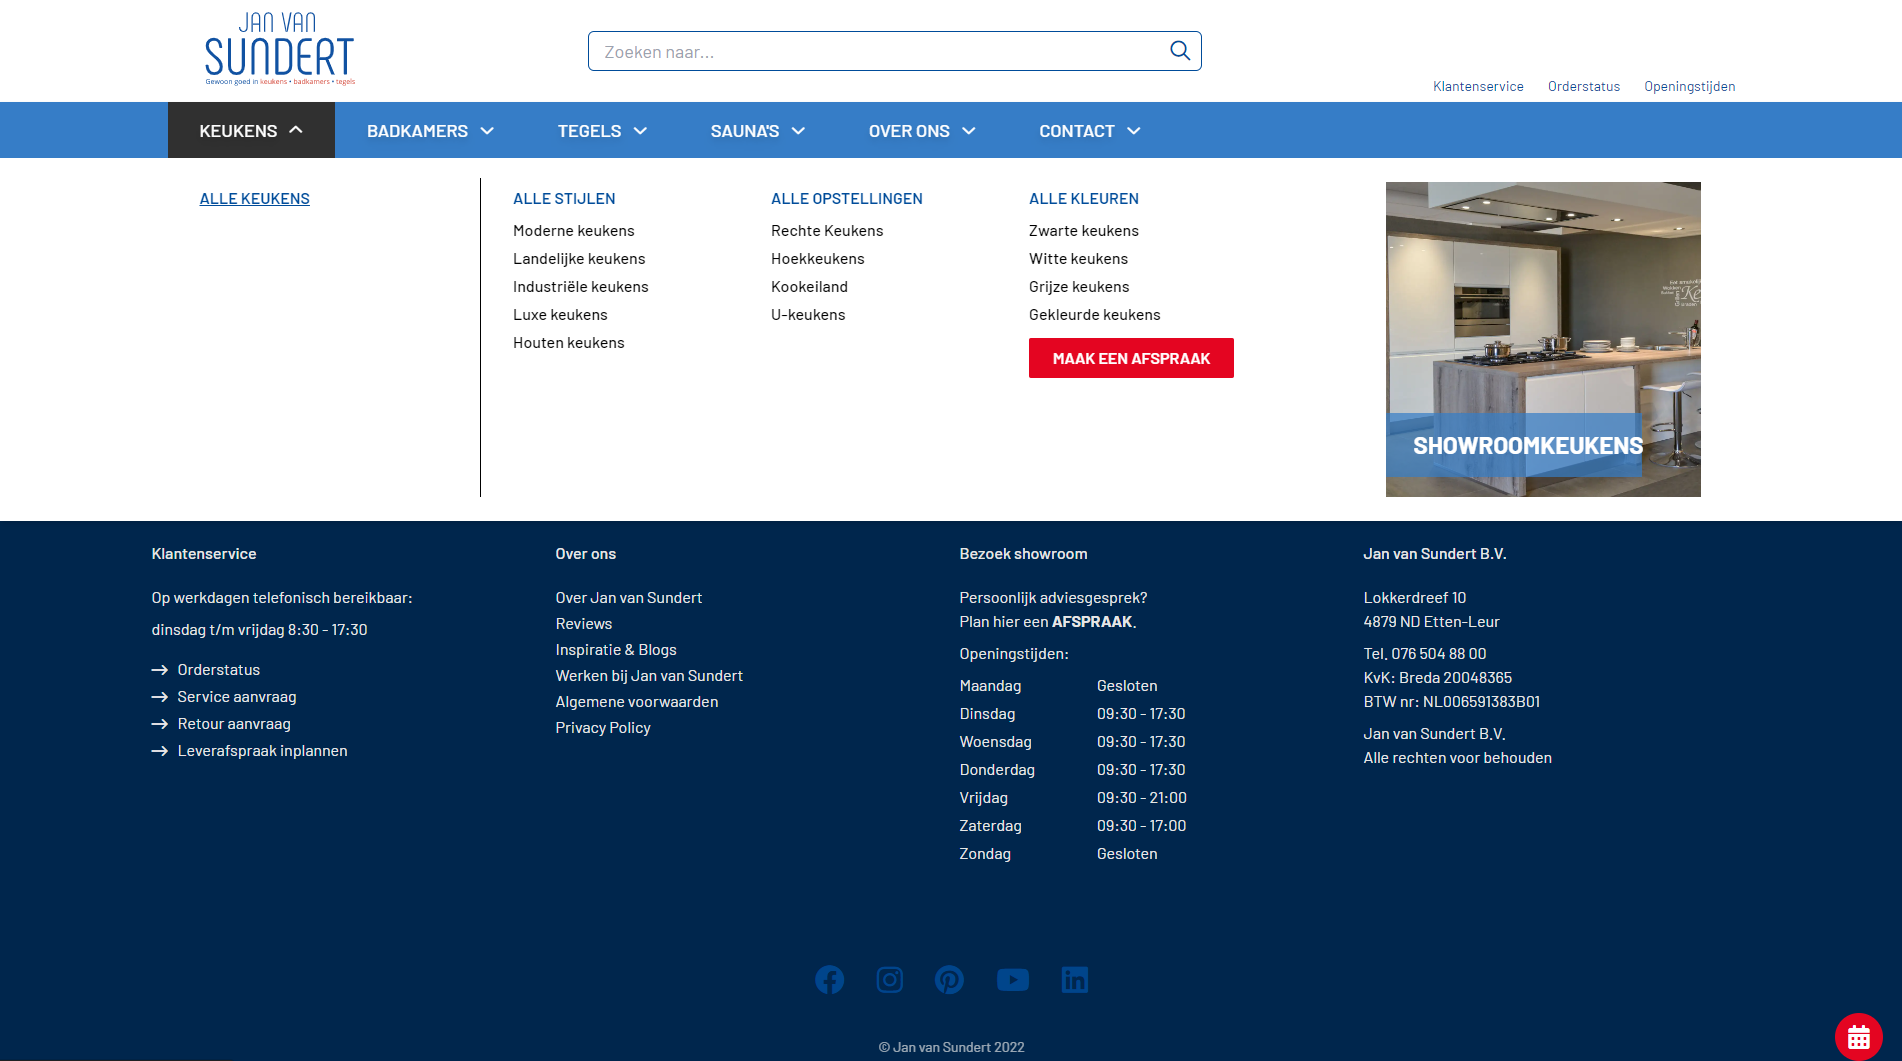 JAN VAN
SUNDERT
Gewoon goed in keukens • badkamers • tegels
Zoeken naar...
Klantenservice Orderstatus Openingstijden
KEUKENS BADKAMERS TEGELS SAUNA'S OVER ONS CONTACT
ALLE KEUKENS
ALLE STIJLEN
Moderne keukens
Landelijke keukens
Industriële keukens
Luxe keukens
Houten keukens
ALLE OPSTELLINGEN
Rechte Keukens
Hoekkeukens
Kookeiland
U-keukens
ALLE KLEUREN
Zwarte keukens
Witte keukens
Grijze keukens
Gekleurde keukens
MAAK EEN AFSPRAAK
SHOWROOMKEUKENS
Klantenservice
Op werkdagen telefonisch bereikbaar:
dinsdag t/m vrijdag 8:30 - 17:30
Orderstatus
Service aanvraag
Retour aanvraag
Leverafspraak inplannen
Over ons
Over Jan van Sundert
Reviews
Inspiratie & Blogs
Werken bij Jan van Sundert
Algemene voorwaarden
Privacy Policy
Bezoek showroom
Persoonlijk adviesgesprek?
Plan hier een AFSPRAAK.
Openingstijden:
Maandag Gesloten
Dinsdag 09:30 - 17:30
Woensdag 09:30 - 17:30
Donderdag 09:30 - 17:30
Vrijdag 09:30 - 21:00
Zaterdag 09:30 - 17:00
Zondag Gesloten
Jan van Sundert B.V.
Lokkerdreef 10
4879 ND Etten-Leur
Tel. 076 504 88 00
KvK: Breda 20048365
BTW nr: NL006591383B01
Jan van Sundert B.V.
Alle rechten voor behouden
© Jan van Sundert 2022